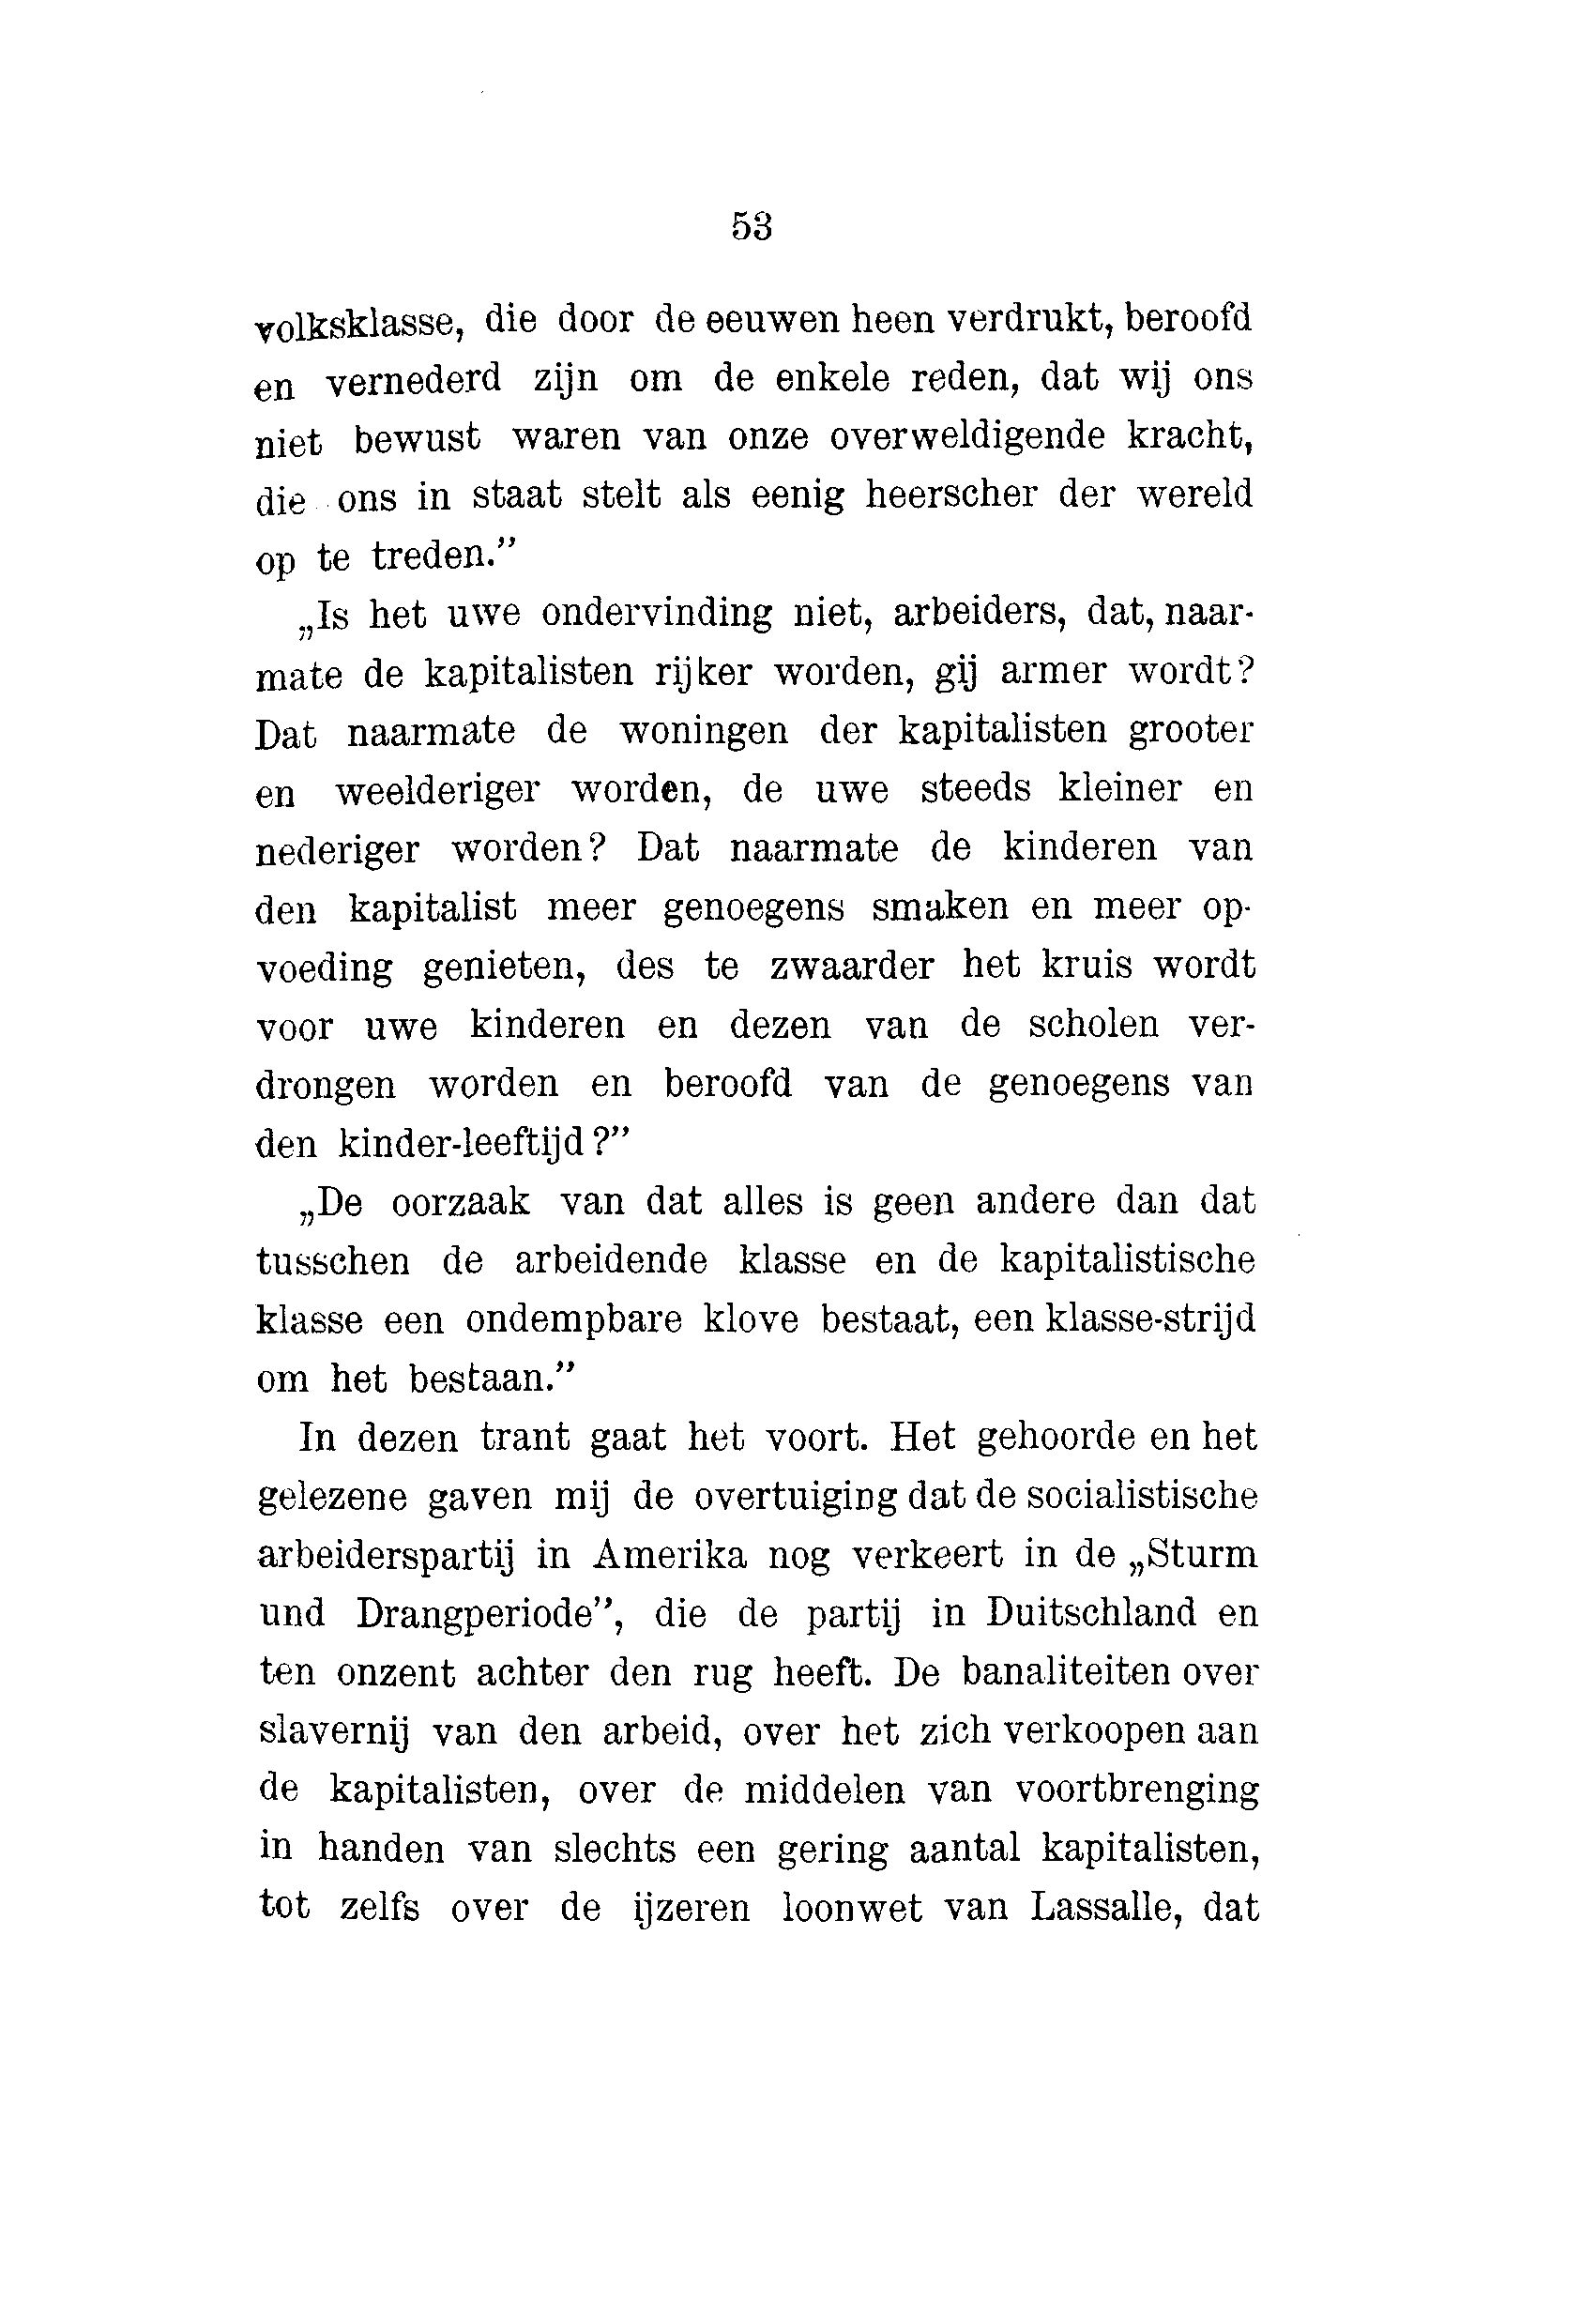 53
volksklasse, die door de eeuwen heen verdrukt, beroofd
en vernederd zijn om de enkele reden, dat wij ons
niet bewust waren van onze overweldigende kracht,
die ons in staat stelt als eenig heerscher der wereld
op te treden.”
„Is het uwe ondervinding niet, arbeiders, dat, naar-
mate de kapitalisten rijker worden, gij armer wordt?
Dat naarmate de woningen der kapitalisten grooter
en weelderiger worden, de uwe steeds kleiner en
nederiger worden? Dat naarmate de kinderen van
den kapitalist meer genoegens smaken en meer op-
voeding genieten, des te zwaarder het kruis wordt
voor uwe kinderen en dezen van de scholen ver-
drongen worden en beroofd van de genoegens van
den kinder-leeftijd?”
„De oorzaak van dat alles is geen andere dan dat
tusschen de arbeidende klasse en de kapitalistische
klasse een ondempbare klove bestaat, een klasse-strijd
om het bestaan.”
In dezen trant gaat het voort. Het gehoorde en het
gelezene gaven mij de overtuiging dat de socialistische
arbeiderspartij in Amerika nog verkeert in de „Sturm
und Drangperiode”, die de partij in Duitschland en
ten onzent achter den rug heeft. De banaliteiten over
slavernij van den arbeid, over het zich verkoopen aan
de kapitalisten, over de middelen van voortbrenging
in handen van slechts een gering aantal kapitalisten,
tot zelfs over de ijzeren loonwet van Lassalle, dat